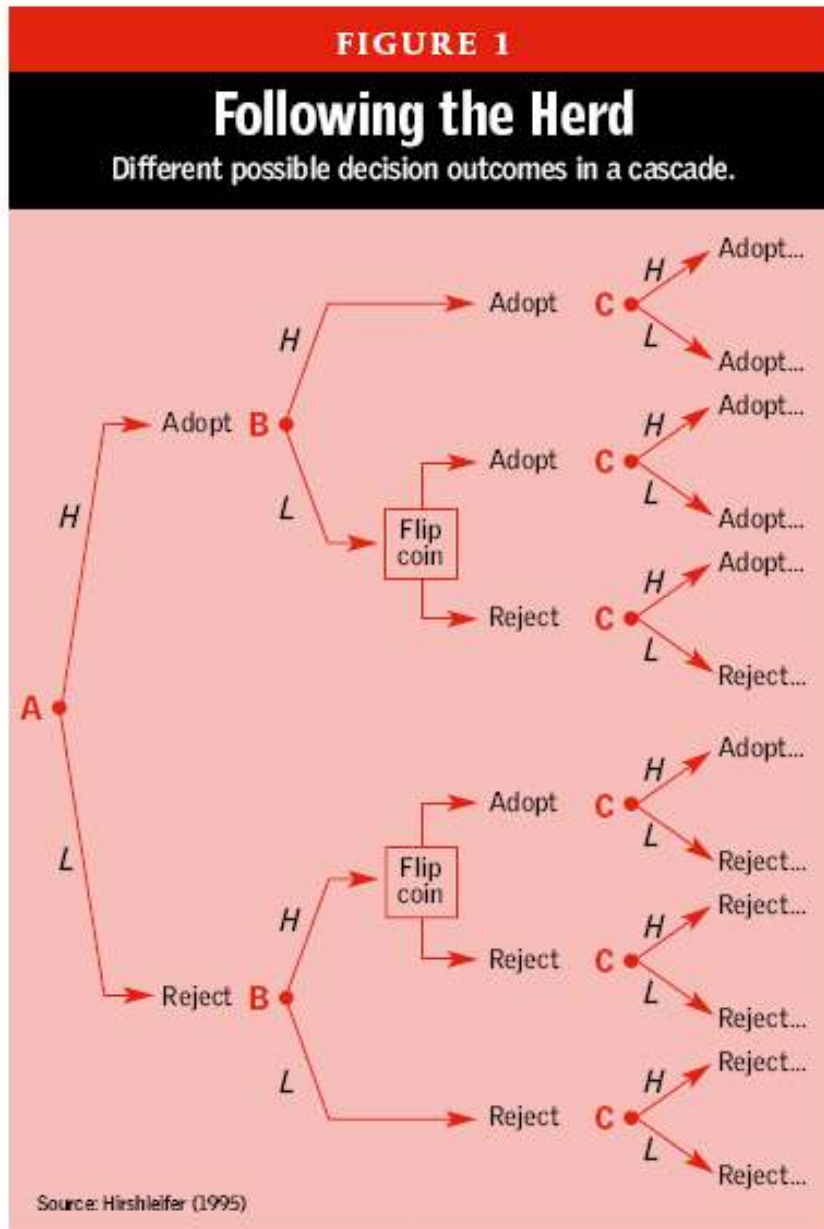 FIGURE 1
Following the Herd
Different possible decision outcomes in a cascade.
H
Adopt...
Adopt
C
H
L
Adopt...
Adopt
B
H
Adopt...
Adopt
C
H
L
L
Flip
coin
Adopt...
H
Adopt...
Reject
C
H
L
Reject...
A
H
Adopt...
Adopt
C
L
L
Flip
coin
Reject...
H
Reject...
H
Reject
C
L
Reject
B
Reject...
H
Reject...
L
Reject
C
L
Reject...
Source: Hirshleifer (1995)